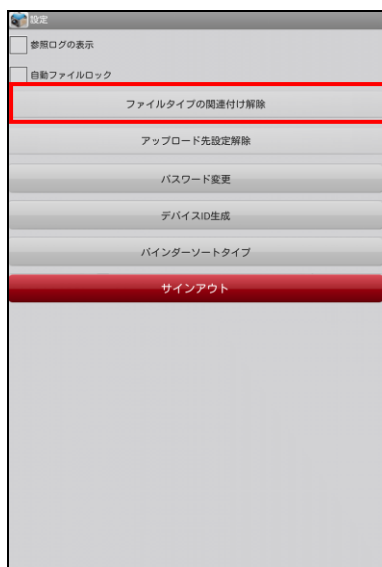 設定
参照ログの表示
自動ファイルロック
ファイルタイプの関連付け解除
アップロード先設定解除
パスワード変更
デバイスID生成
バインダーソートタイプ
サインアウト